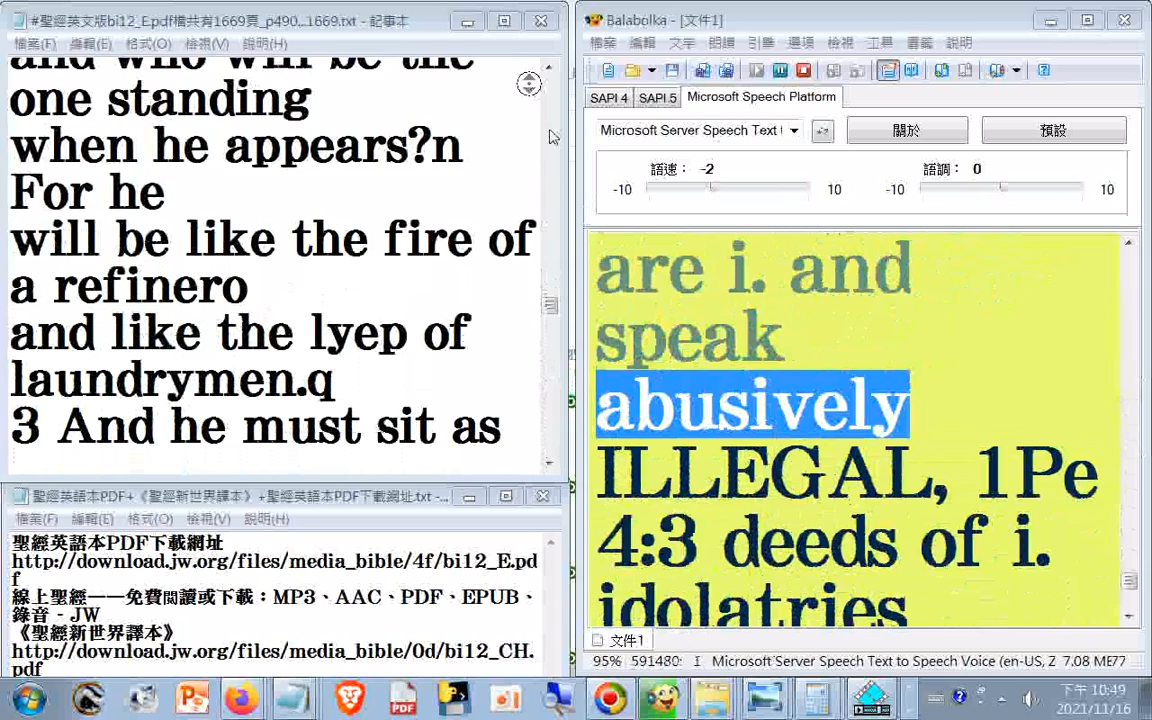 #聖經英文版bi12_E.pdf檔共有1669頁_p490...1669.txt - 記事本
檔案(F) 編輯(E) 格式(O) 檢視(V) 說明(H)
and who will be the
one standing
when he appears?n
For he
will be like the fire of
a refinero
and like the lyep of
laundrymen.q
3 And he must sit as
聖經英語本PDF+《聖經新世界譯本》+聖經英語本PDF下載網址.txt - ...
檔案(F) 編輯(E) 格式(O) 檢視(V) 說明(H)
聖經英語本PDF下載網址
http://download.jw.org/files/media_bible/4f/bi12_E.pd
f
線上聖經——免費閱讀或下載：MP3、AAC、PDF、EPUB、
錄音 - JW
《聖經新世界譯本》
http://download.jw.org/files/media_bible/0d/bi12_CH.
pdf
Balabolka - [文件1]
檔案 編輯 文字 朗讀 引擎 選項 檢視 工具 書籤 說明
SAPI 4 SAPI 5 Microsoft Speech Platform
Microsoft Server Speech Text
關於 預設
語速： -2 語調： 0
-10 10 -10 10
are i. and
speak
abusively
ILLEGAL, 1Pe
4:3 deeds of i.
idolatries
文件1
95% 591480: I Microsoft Server Speech Text to Speech Voice (en-US, Z 7.08 ME
下午 10:49
2021/11/16